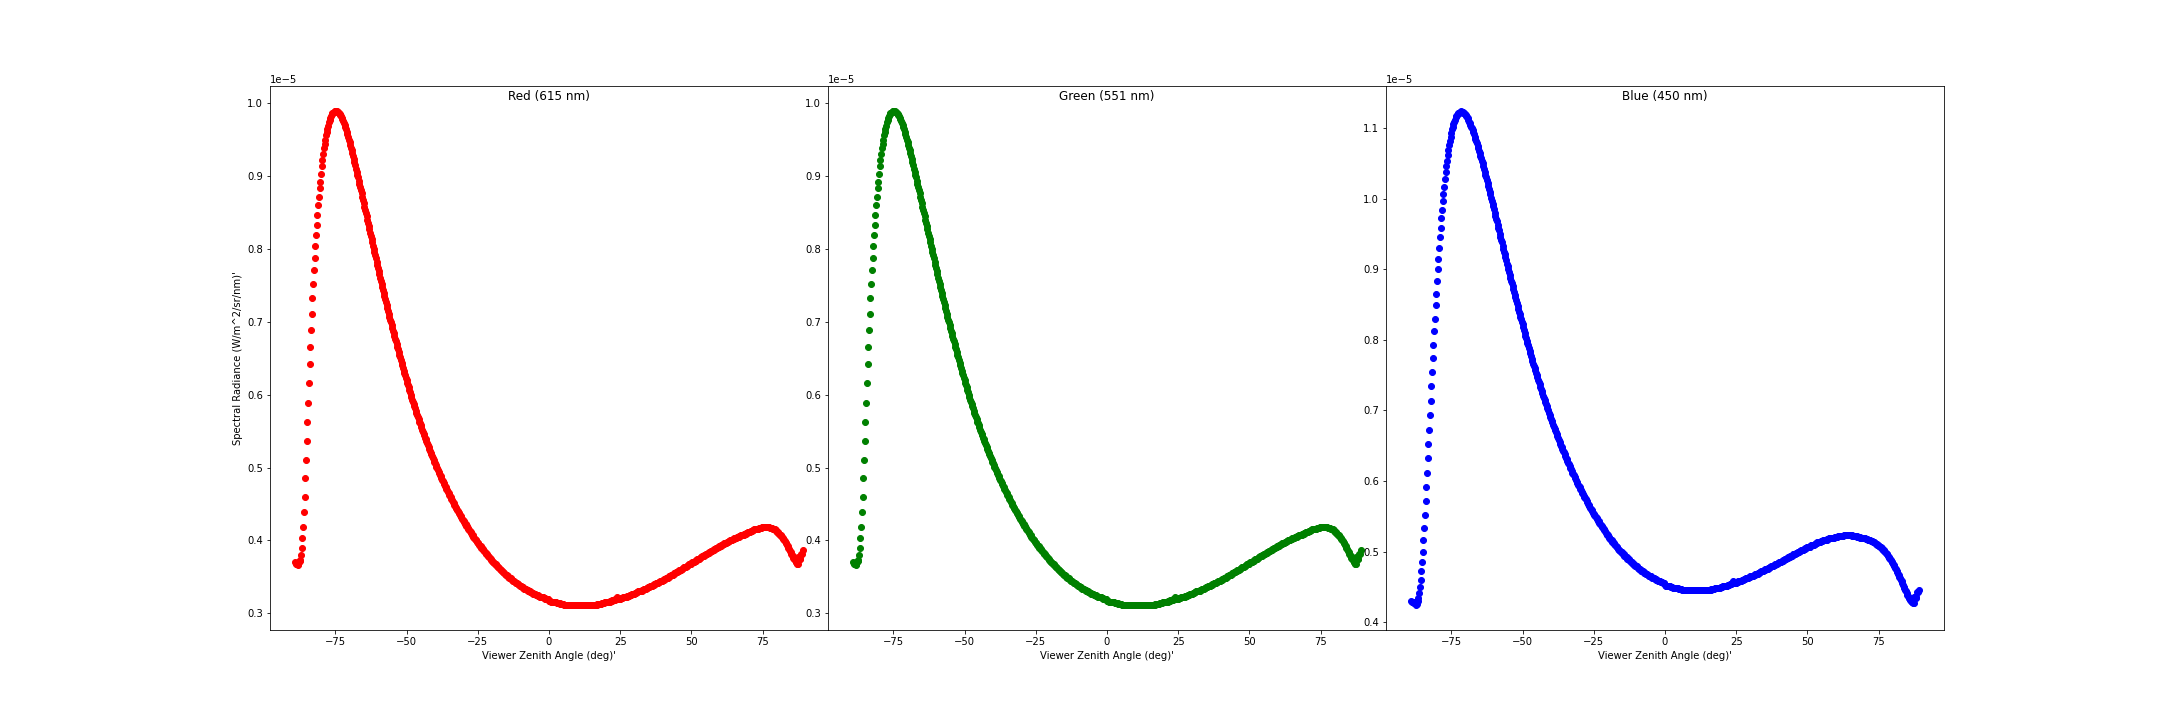 1e−5
Red (615 nm)
1.0
0.9
0.8
0.7
0.6
0.5
0.4
0.3
Spectral Radiance (W/m^2/sr/nm)'
−75 −50 −25 0 25 50 75
Viewer Zenith Angle (deg)'
1e−5
Green (551 nm)
1.0
0.9
0.8
0.7
0.6
0.5
0.4
0.3
−75 −50 −25 0 25 50 75
Viewer Zenith Angle (deg)'
1e−5
Blue (450 nm)
1.1
1.0
0.9
0.8
0.7
0.6
0.5
0.4
−75 −50 −25 0 25 50 75
Viewer Zenith Angle (deg)'